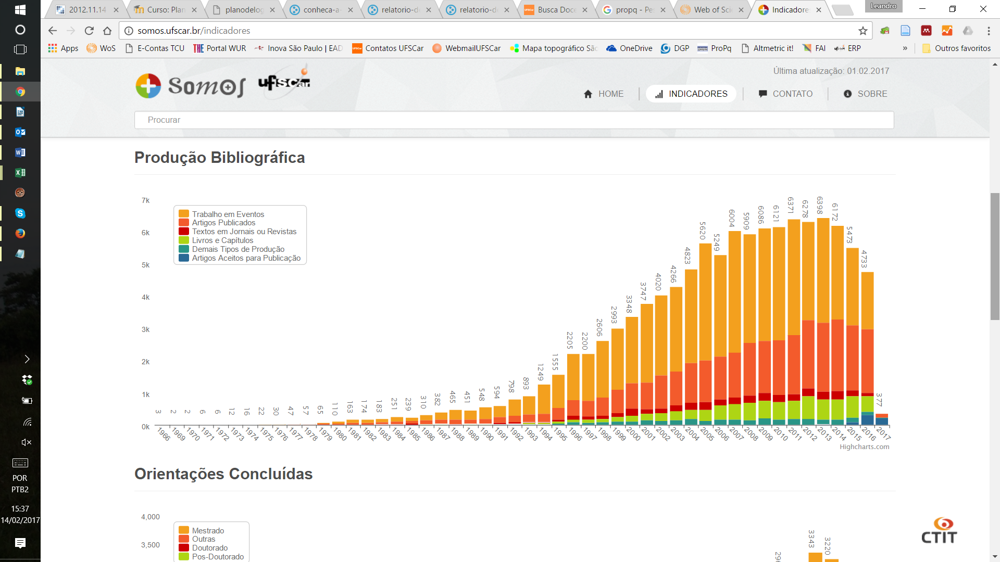 Leandro
2012.11.14
Curso: Plan
planodelog
conheca-a-
relatorio-d
relatorio-d
Busca Doce
propq - Pe
Web of Sci
Indicadore
somos.ufscar.br/indicadores
Apps
WoS
E-Contas TCU
THE Portal WUR
Inova São Paulo | EAD
Contatos UFSCar
WebmailUFSCar
Mapa topográfico Sã
OneDrive
DGP
ProPq
Altmetric it!
FAI
ERP
»
Outros favoritos
Última atualização: 01.02.2017
Somos
ufscar
HOME
INDICADORES
CONTATO
SOBRE
Procurar
Produção Bibliográfica
7k
6k
5k
4k
3k
2k
1k
0k
Trabalho em Eventos
Artigos Publicados
Textos em Jornais ou Revistas
Livros e Capítulos
Demais Tipos de Produção
Artigos Aceitos para Publicação
3 2 2 6 6 12 16 22 30 47 57 65 110 163 174 183 251 239 310 382 465 451 548 594 798 893 1249 1555 2205 2200 2606 2993 3348 3747 4020 4266 4823 5620 5249 6004 5909 6086 6121 6371 6278 6398 6172 5473 4733 377
1966 1969 1970 1971 1972 1973 1974 1975 1976 1977 1978 1979 1980 1981 1982 1983 1984 1985 1986 1987 1988 1989 1990 1991 1992 1993 1994 1995 1996 1997 1998 1999 2000 2001 2002 2003 2004 2005 2006 2007 2008 2009 2010 2011 2012 2013 2014 2015 2016 2017
Highcharts.com
Orientações Concluídas
4,000
3,500
Mestrado
Outras
Doutorado
Pos-Doutorado
3343
3220
CTIT
POR
PTB2
15:37
14/02/2017